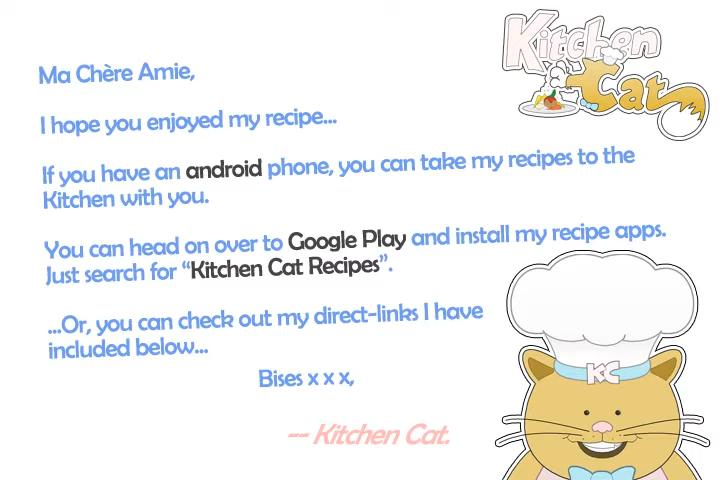 Kitchen
Cat
Ma Chère Amie,
I hope you enjoyed my recipe...
If you have an android phone, you can take my recipes to the
Kitchen with you.
You can head on over to Google Play and install my recipe apps.
Just search for “Kitchen Cat Recipes”.
...Or, you can check out my direct-links I have
included below...
Bises x x x,
-- Kitchen Cat.
KC